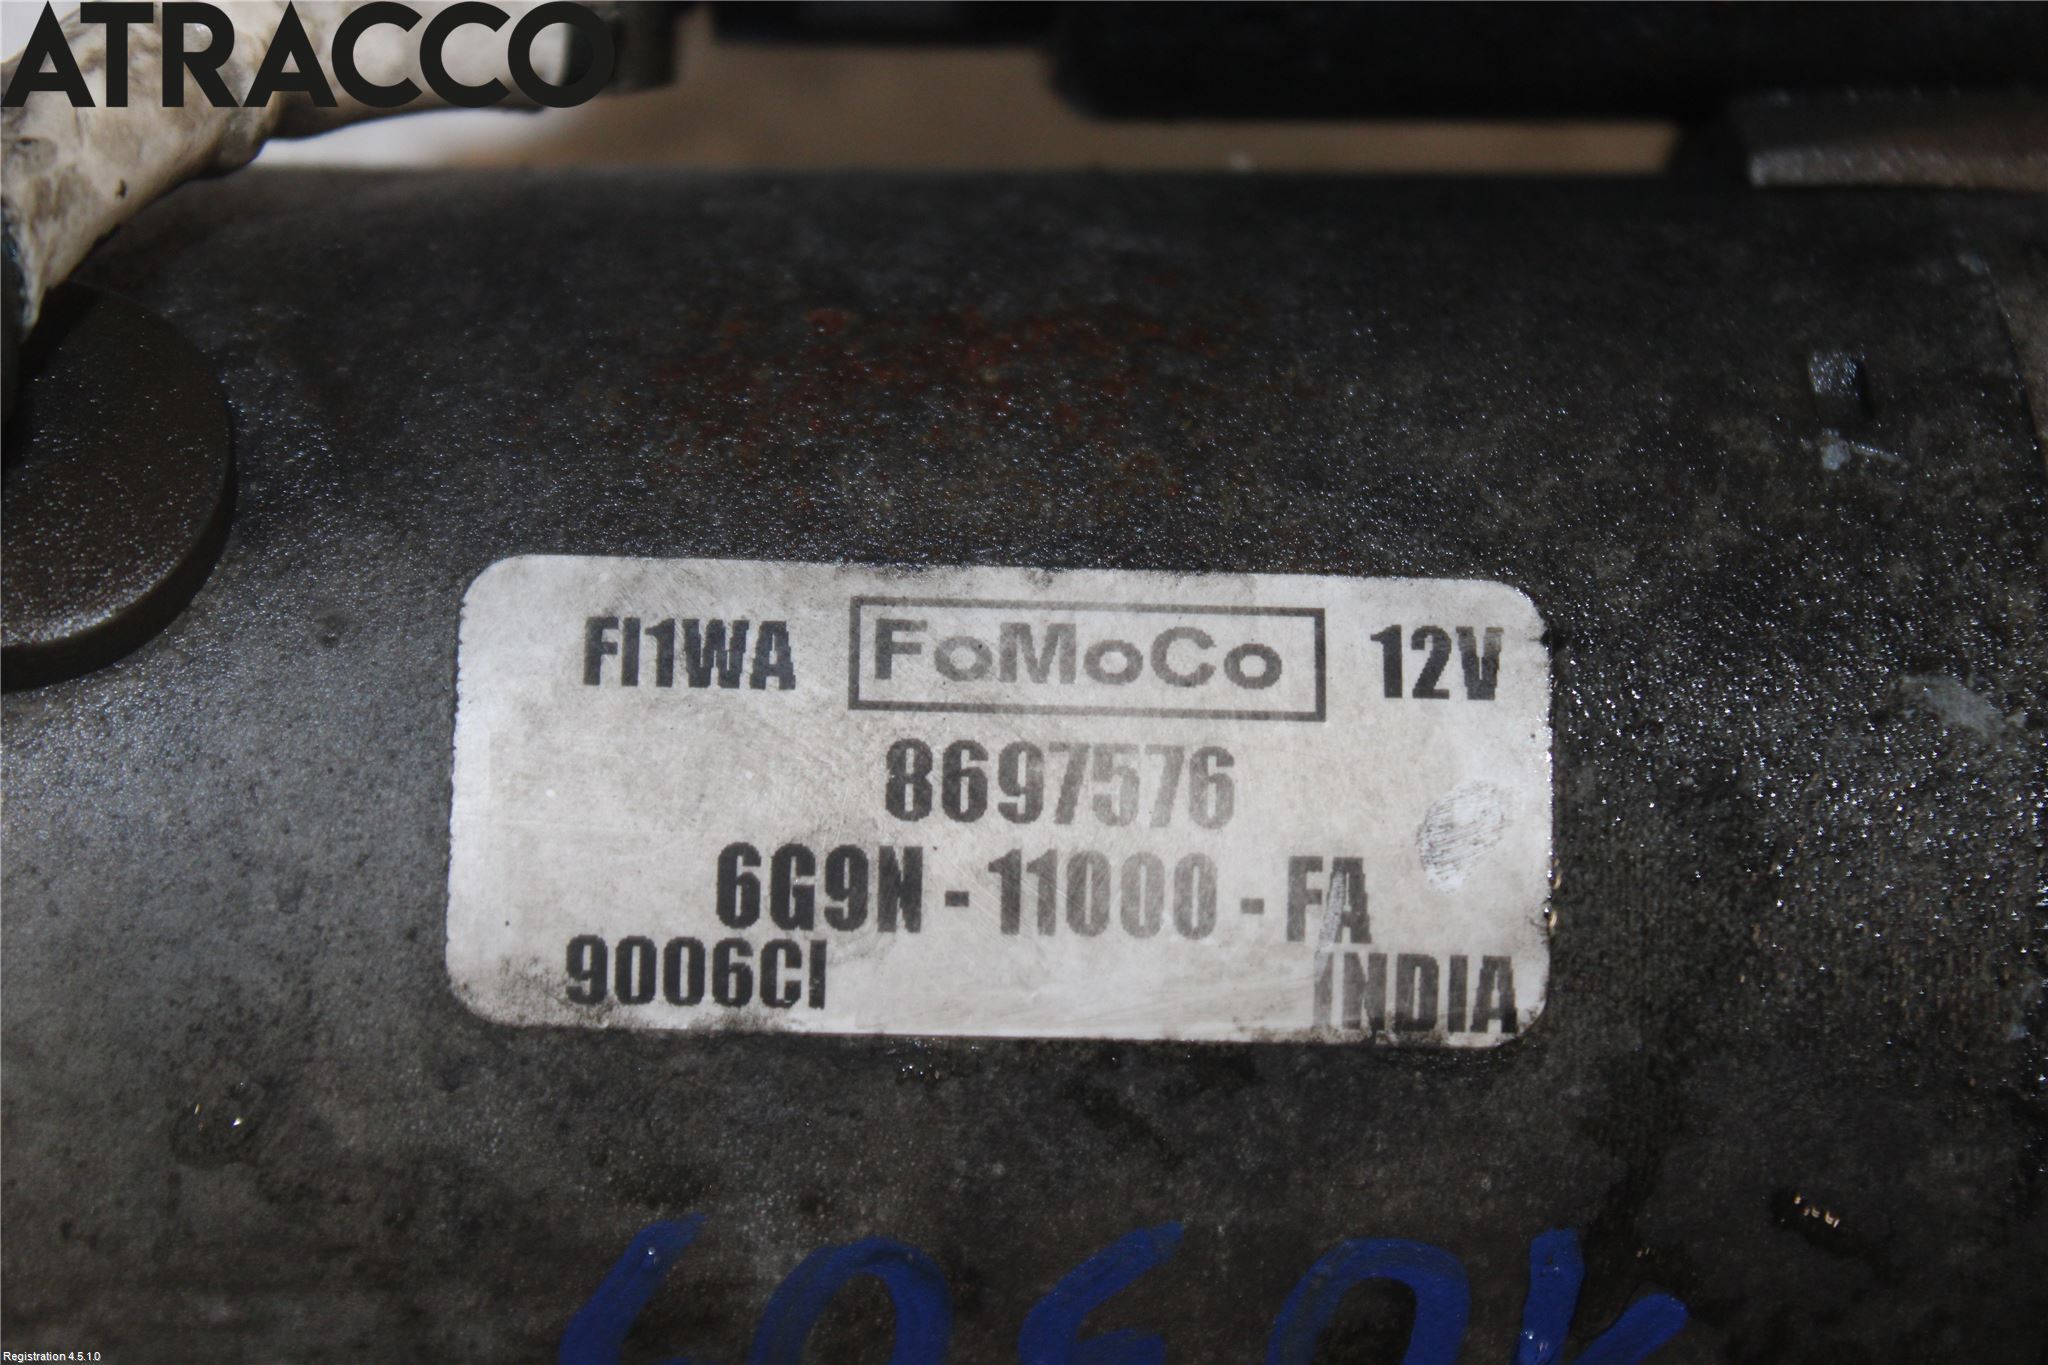 ATRACCO
FI1WA FoMoCo 12V
8697576
6G9N-11000-FA
9006CI INDIA
Registration 4.5.1.0